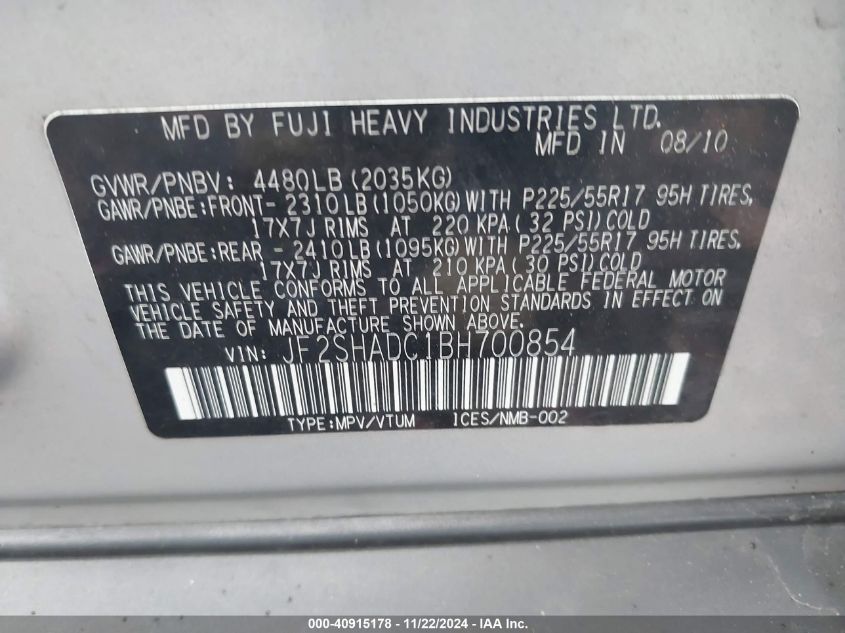 MFD BY FUJI HEAVY INDUSTRIES LTD.
MFD IN 08/10
GVWR/PNBV: 4480LB (2035KG)
GAWR/PNBE:FRONT- 2310LB (1050KG) WITH P225/55R17 95H TIRES,
17X7J RIMS AT 220 KPA ( 32 PSI) COLD
GAWR/PNBE:REAR - 2410LB (1095KG) WITH P225/55R17 95H TIRES,
17X7J RIMS AT 210 KPA ( 30 PSI) COLD
THIS VEHICLE CONFORMS TO ALL APPLICABLE FEDERAL MOTOR
VEHICLE SAFETY AND THEFT PREVENTION STANDARDS IN EFFECT ON
THE DATE OF MANUFACTURE SHOWN ABOVE.
VIN: JF2SHADC1BH700854
TYPE:MPV/VTUM ICES/NMB-002
000-40915178 - 11/22/2024 - IAA Inc.